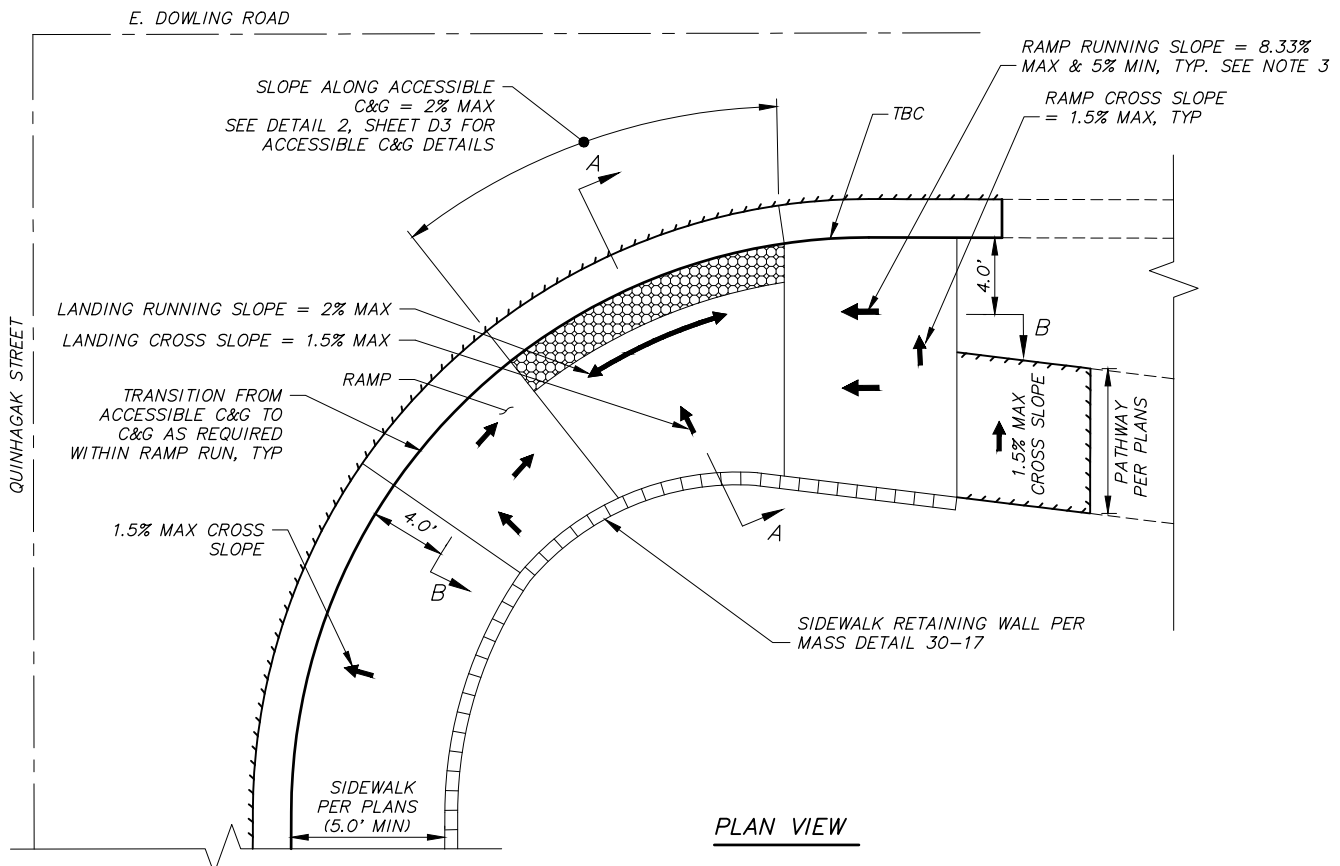 E. DOWLING ROAD
RAMP RUNNING SLOPE = 8.33%
MAX & 5% MIN, TYP. SEE NOTE 3
SLOPE ALONG ACCESSIBLE
C&G = 2% MAX
SEE DETAIL 2, SHEET D3 FOR
ACCESSIBLE C&G DETAILS
RAMP CROSS SLOPE
= 1.5% MAX, TYP
TBC
A
4.0'
B
LANDING RUNNING SLOPE = 2% MAX
LANDING CROSS SLOPE = 1.5% MAX
RAMP
TRANSITION FROM
ACCESSIBLE C&G TO
C&G AS REQUIRED
WITHIN RAMP RUN, TYP
QUINHAGAK STREET
1.5% MAX
CROSS SLOPE
PATHWAY
PER PLANS
4.0'
A
B
1.5% MAX CROSS
SLOPE
SIDEWALK RETAINING WALL PER
MASS DETAIL 30-17
SIDEWALK
PER PLANS
(5.0' MIN)
PLAN VIEW